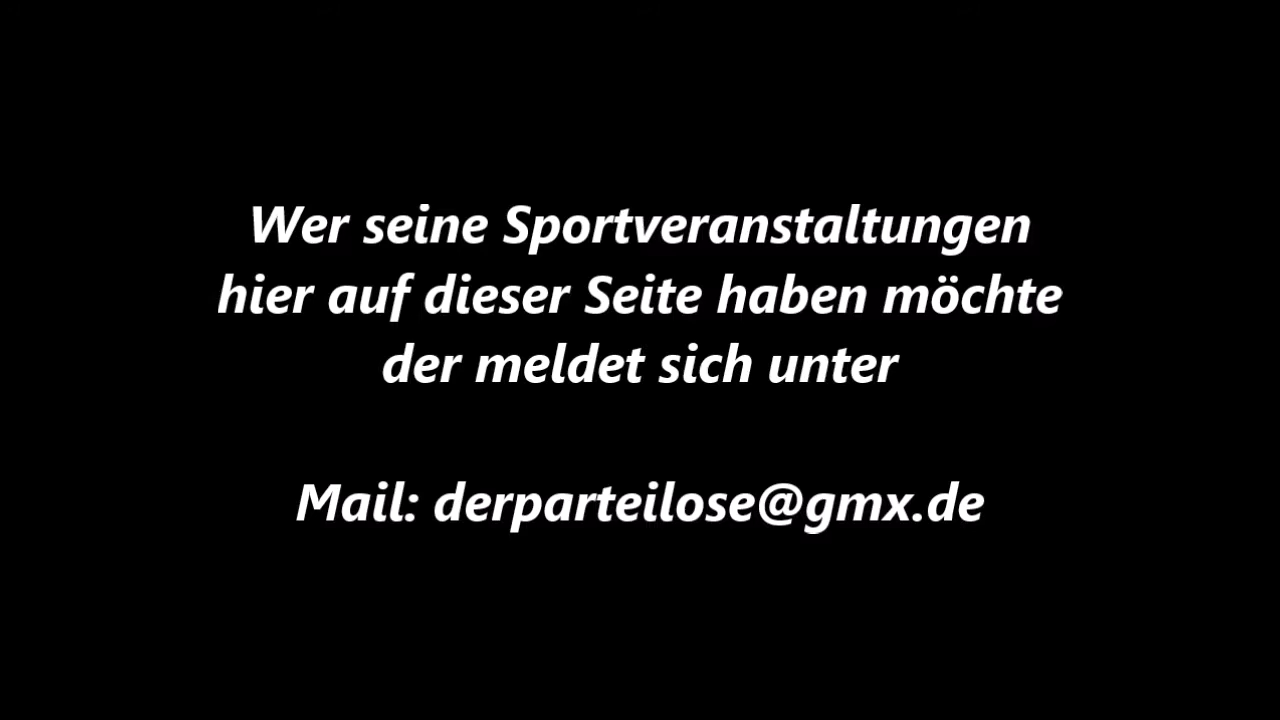 Wer seine Sportveranstaltungen
hier auf dieser Seite haben möchte
der meldet sich unter
Mail: derparteilose@gmx.de